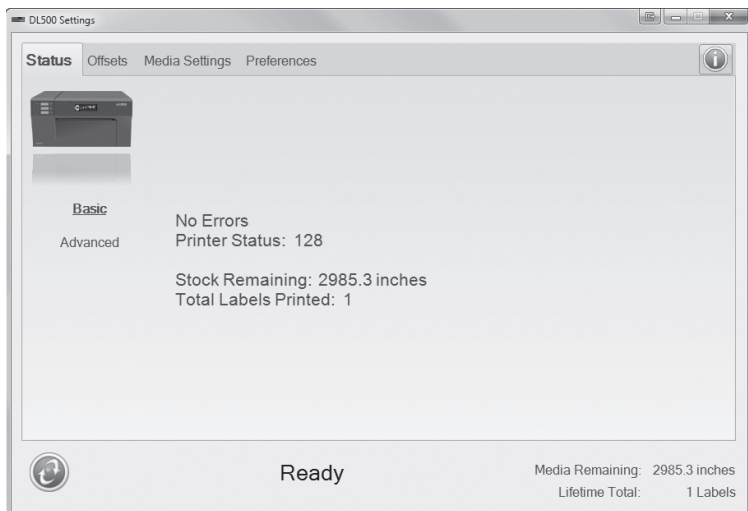 DL500 Settings
Status Offsets Media Settings Preferences
Basic
Advanced
No Errors
Printer Status: 128
Stock Remaining: 2985.3 inches
Total Labels Printed: 1
Ready
Media Remaining: 2985.3 inches
Lifetime Total: 1 Labels